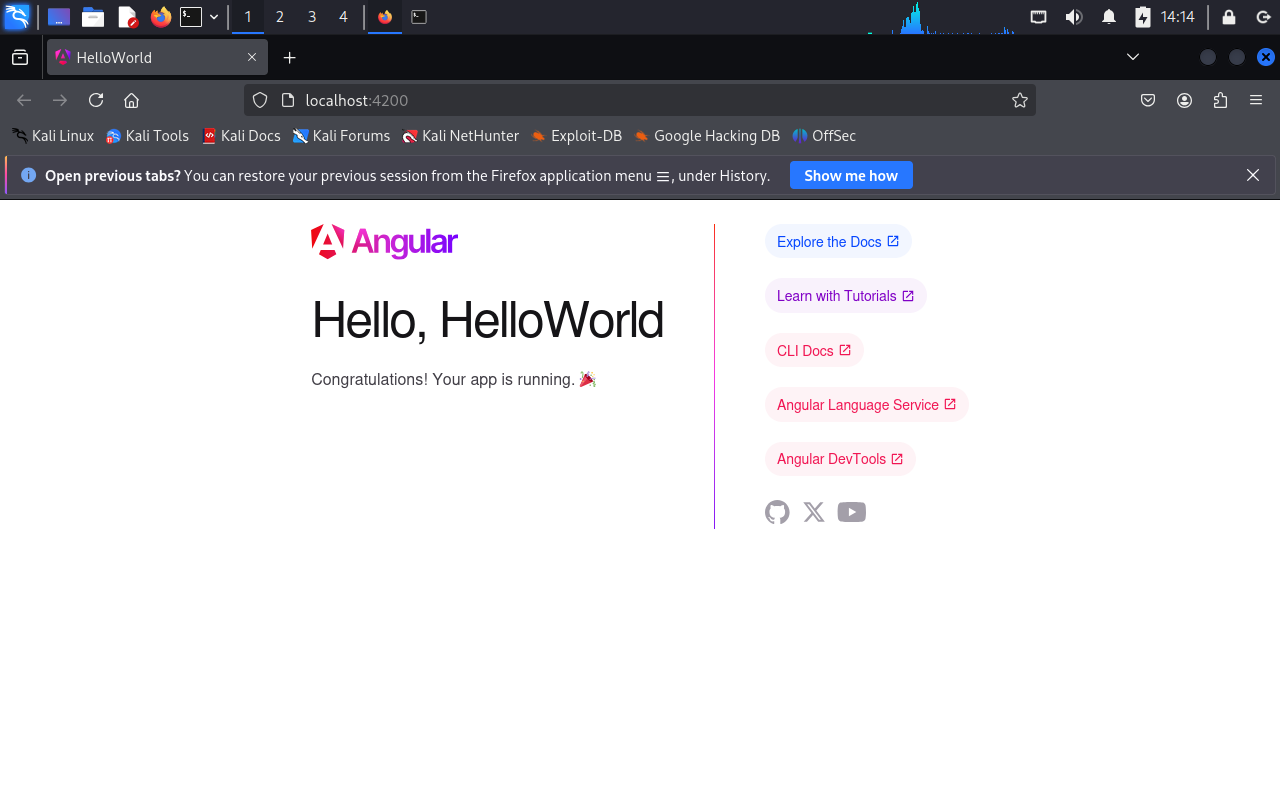 1 2 3 4 14:14
HelloWorld
localhost:4200
Kali Linux Kali Tools Kali Docs Kali Forums Kali NetHunter Exploit-DB Google Hacking DB OffSec
Open previous tabs? You can restore your previous session from the Firefox application menu ☰, under History. Show me how
Angular
Hello, HelloWorld
Congratulations! Your app is running. 🎉
Explore the Docs
Learn with Tutorials
CLI Docs
Angular Language Service
Angular DevTools